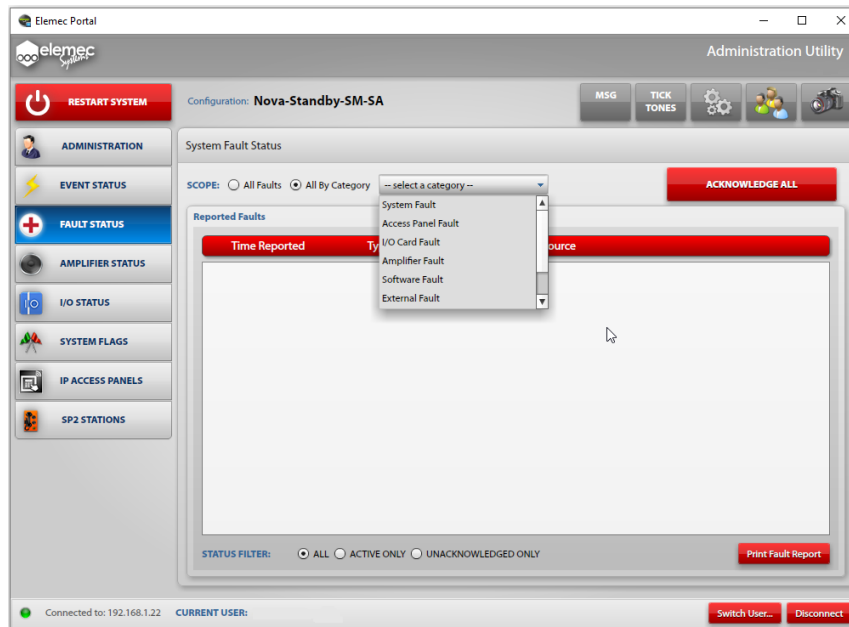 Elemec Portal
elemec
Systems
Administration Utility
RESTART SYSTEM
Configuration: Nova-Standby-SM-SA
MSG
TICK
TONES
ADMINISTRATION
EVENT STATUS
FAULT STATUS
AMPLIFIER STATUS
I/O STATUS
SYSTEM FLAGS
IP ACCESS PANELS
SP2 STATIONS
System Fault Status
SCOPE: All Faults All By Category -- select a category --
ACKNOWLEDGE ALL
System Fault
Access Panel Fault
I/O Card Fault
Amplifier Fault
Software Fault
External Fault
Reported Faults
Time Reported Ty ource
STATUS FILTER: ALL ACTIVE ONLY UNACKNOWLEDGED ONLY
Print Fault Report
Connected to: 192.168.1.22 CURRENT USER:
Switch User... Disconnect